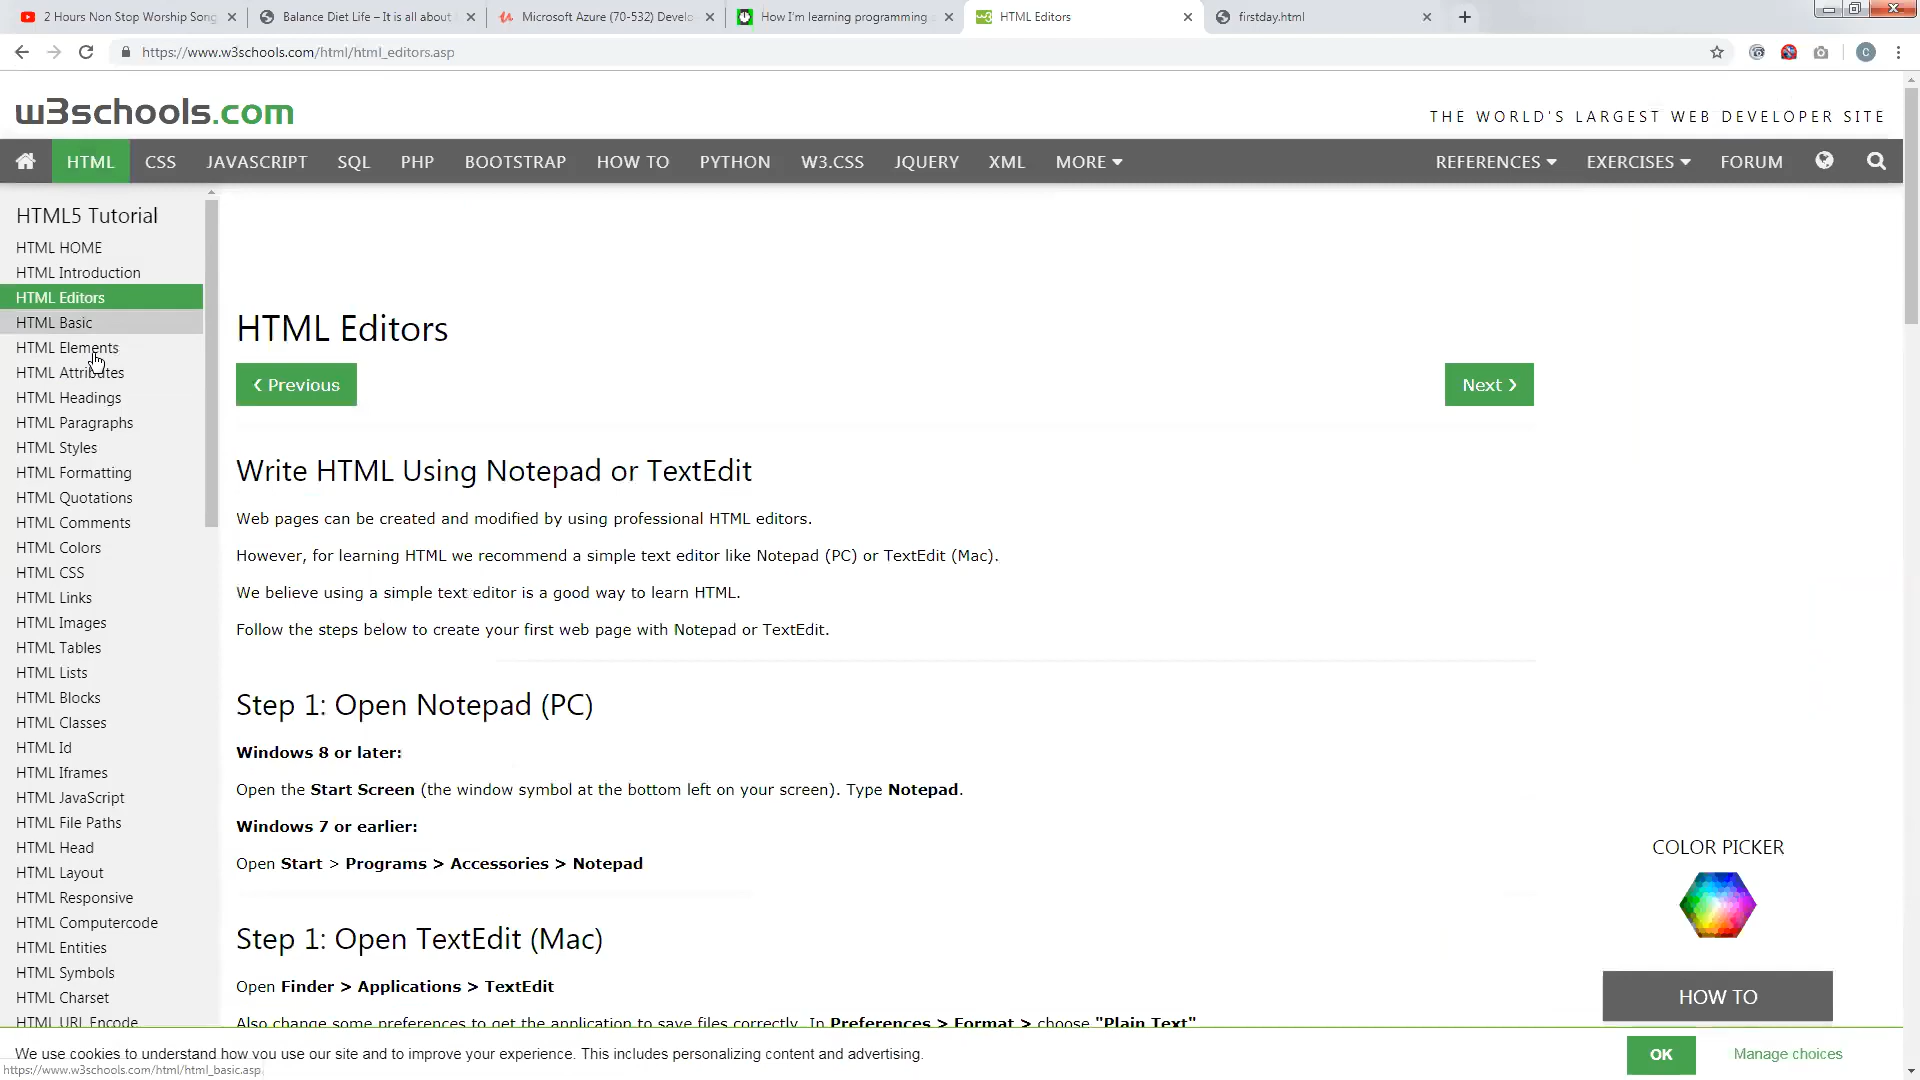 2 Hours Non Stop Worship Song
Balance Diet Life – It is all about
Microsoft Azure (70-532) Develo
How I'm learning programming
HTML Editors
firstday.html
https://www.w3schools.com/html/html_editors.asp
C
w3schools.com
THE WORLD'S LARGEST WEB DEVELOPER SITE
HTML CSS JAVASCRIPT SQL PHP BOOTSTRAP HOW TO PYTHON W3.CSS JQUERY XML MORE REFERENCES EXERCISES FORUM
HTML5 Tutorial
HTML HOME
HTML Introduction
HTML Editors
HTML Basic
HTML Elements
HTML Attributes
HTML Headings
HTML Paragraphs
HTML Styles
HTML Formatting
HTML Quotations
HTML Comments
HTML Colors
HTML CSS
HTML Links
HTML Images
HTML Tables
HTML Lists
HTML Blocks
HTML Classes
HTML Id
HTML Iframes
HTML JavaScript
HTML File Paths
HTML Head
HTML Layout
HTML Responsive
HTML Computercode
HTML Entities
HTML Symbols
HTML Charset
HTML URL Encode
HTML Editors
❮ Previous
Next ❯
Write HTML Using Notepad or TextEdit
Web pages can be created and modified by using professional HTML editors.
However, for learning HTML we recommend a simple text editor like Notepad (PC) or TextEdit (Mac).
We believe using a simple text editor is a good way to learn HTML.
Follow the steps below to create your first web page with Notepad or TextEdit.
Step 1: Open Notepad (PC)
Windows 8 or later:
Open the Start Screen (the window symbol at the bottom left on your screen). Type Notepad.
Windows 7 or earlier:
Open Start > Programs > Accessories > Notepad
Step 1: Open TextEdit (Mac)
Open Finder > Applications > TextEdit
Also change some preferences to get the application to save files correctly. In Preferences > Format > choose "Plain Text"
COLOR PICKER
HOW TO
We use cookies to understand how you use our site and to improve your experience. This includes personalizing content and advertising.
OK
Manage choices
https://www.w3schools.com/html/html_basic.asp